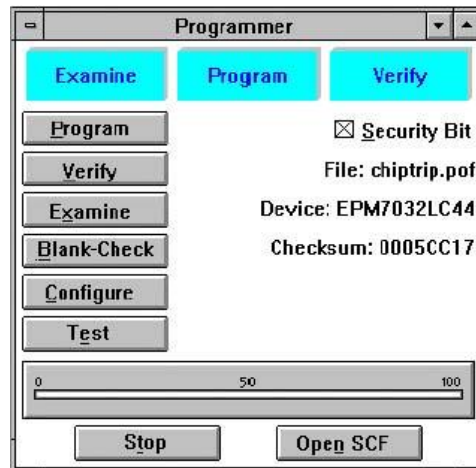 Programmer
Examine Program Verify
Program
Security Bit
Verify
File: chiptrip.pof
Examine
Device: EPM7032LC44
Blank-Check
Checksum: 0005CC17
Configure
Test
0 50 100
Stop Open SCF